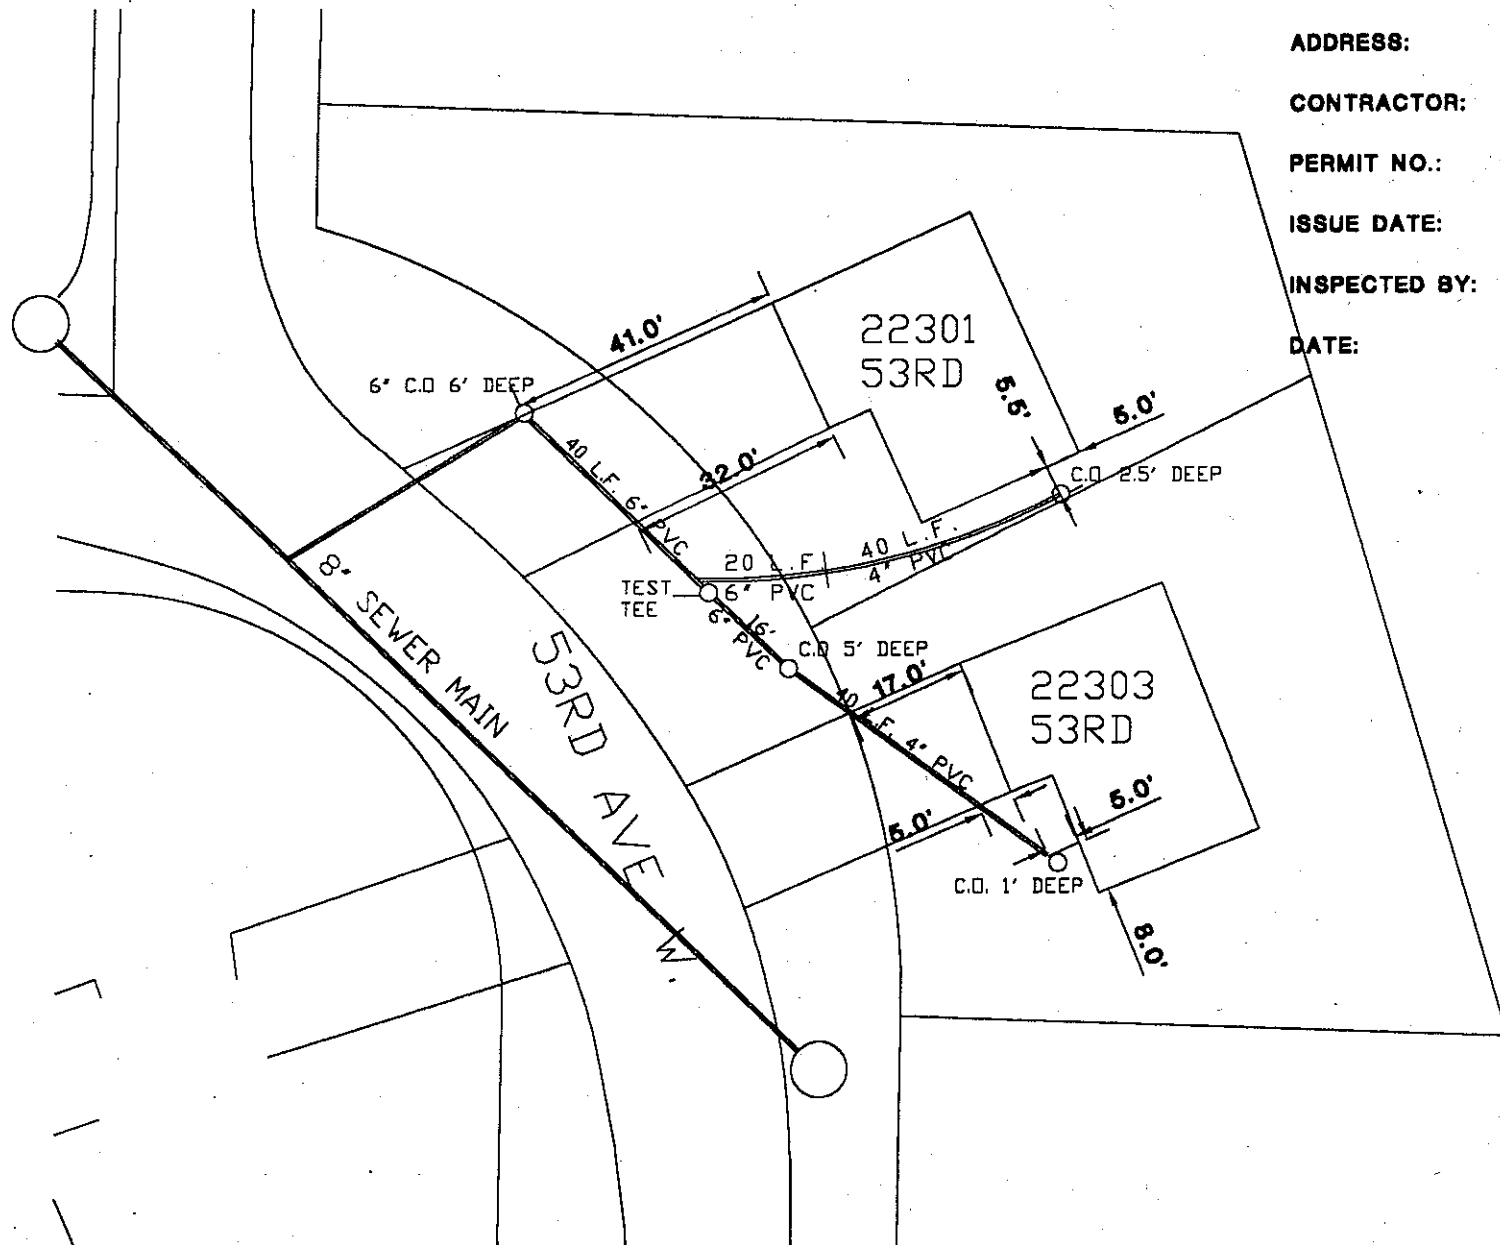 ADDRESS:
CONTRACTOR:
PERMIT NO.:
ISSUE DATE:
INSPECTED BY:
DATE:
41.0'
22301
53RD
6" C.O 6' DEEP
5.5'
5.0'
40 L.F. 6" PVC
32.0'
C.O 2.5' DEEP
20 L.F
6" PVC
40 L.F.
4" PVC
TEST
TEE
16'
6" PVC
C.O 5' DEEP
8" SEWER MAIN
53RD AVE W.
17.0'
22303
53RD
40 L.F. 4" PVC
5.0'
5.0'
C.O. 1' DEEP
8.0'